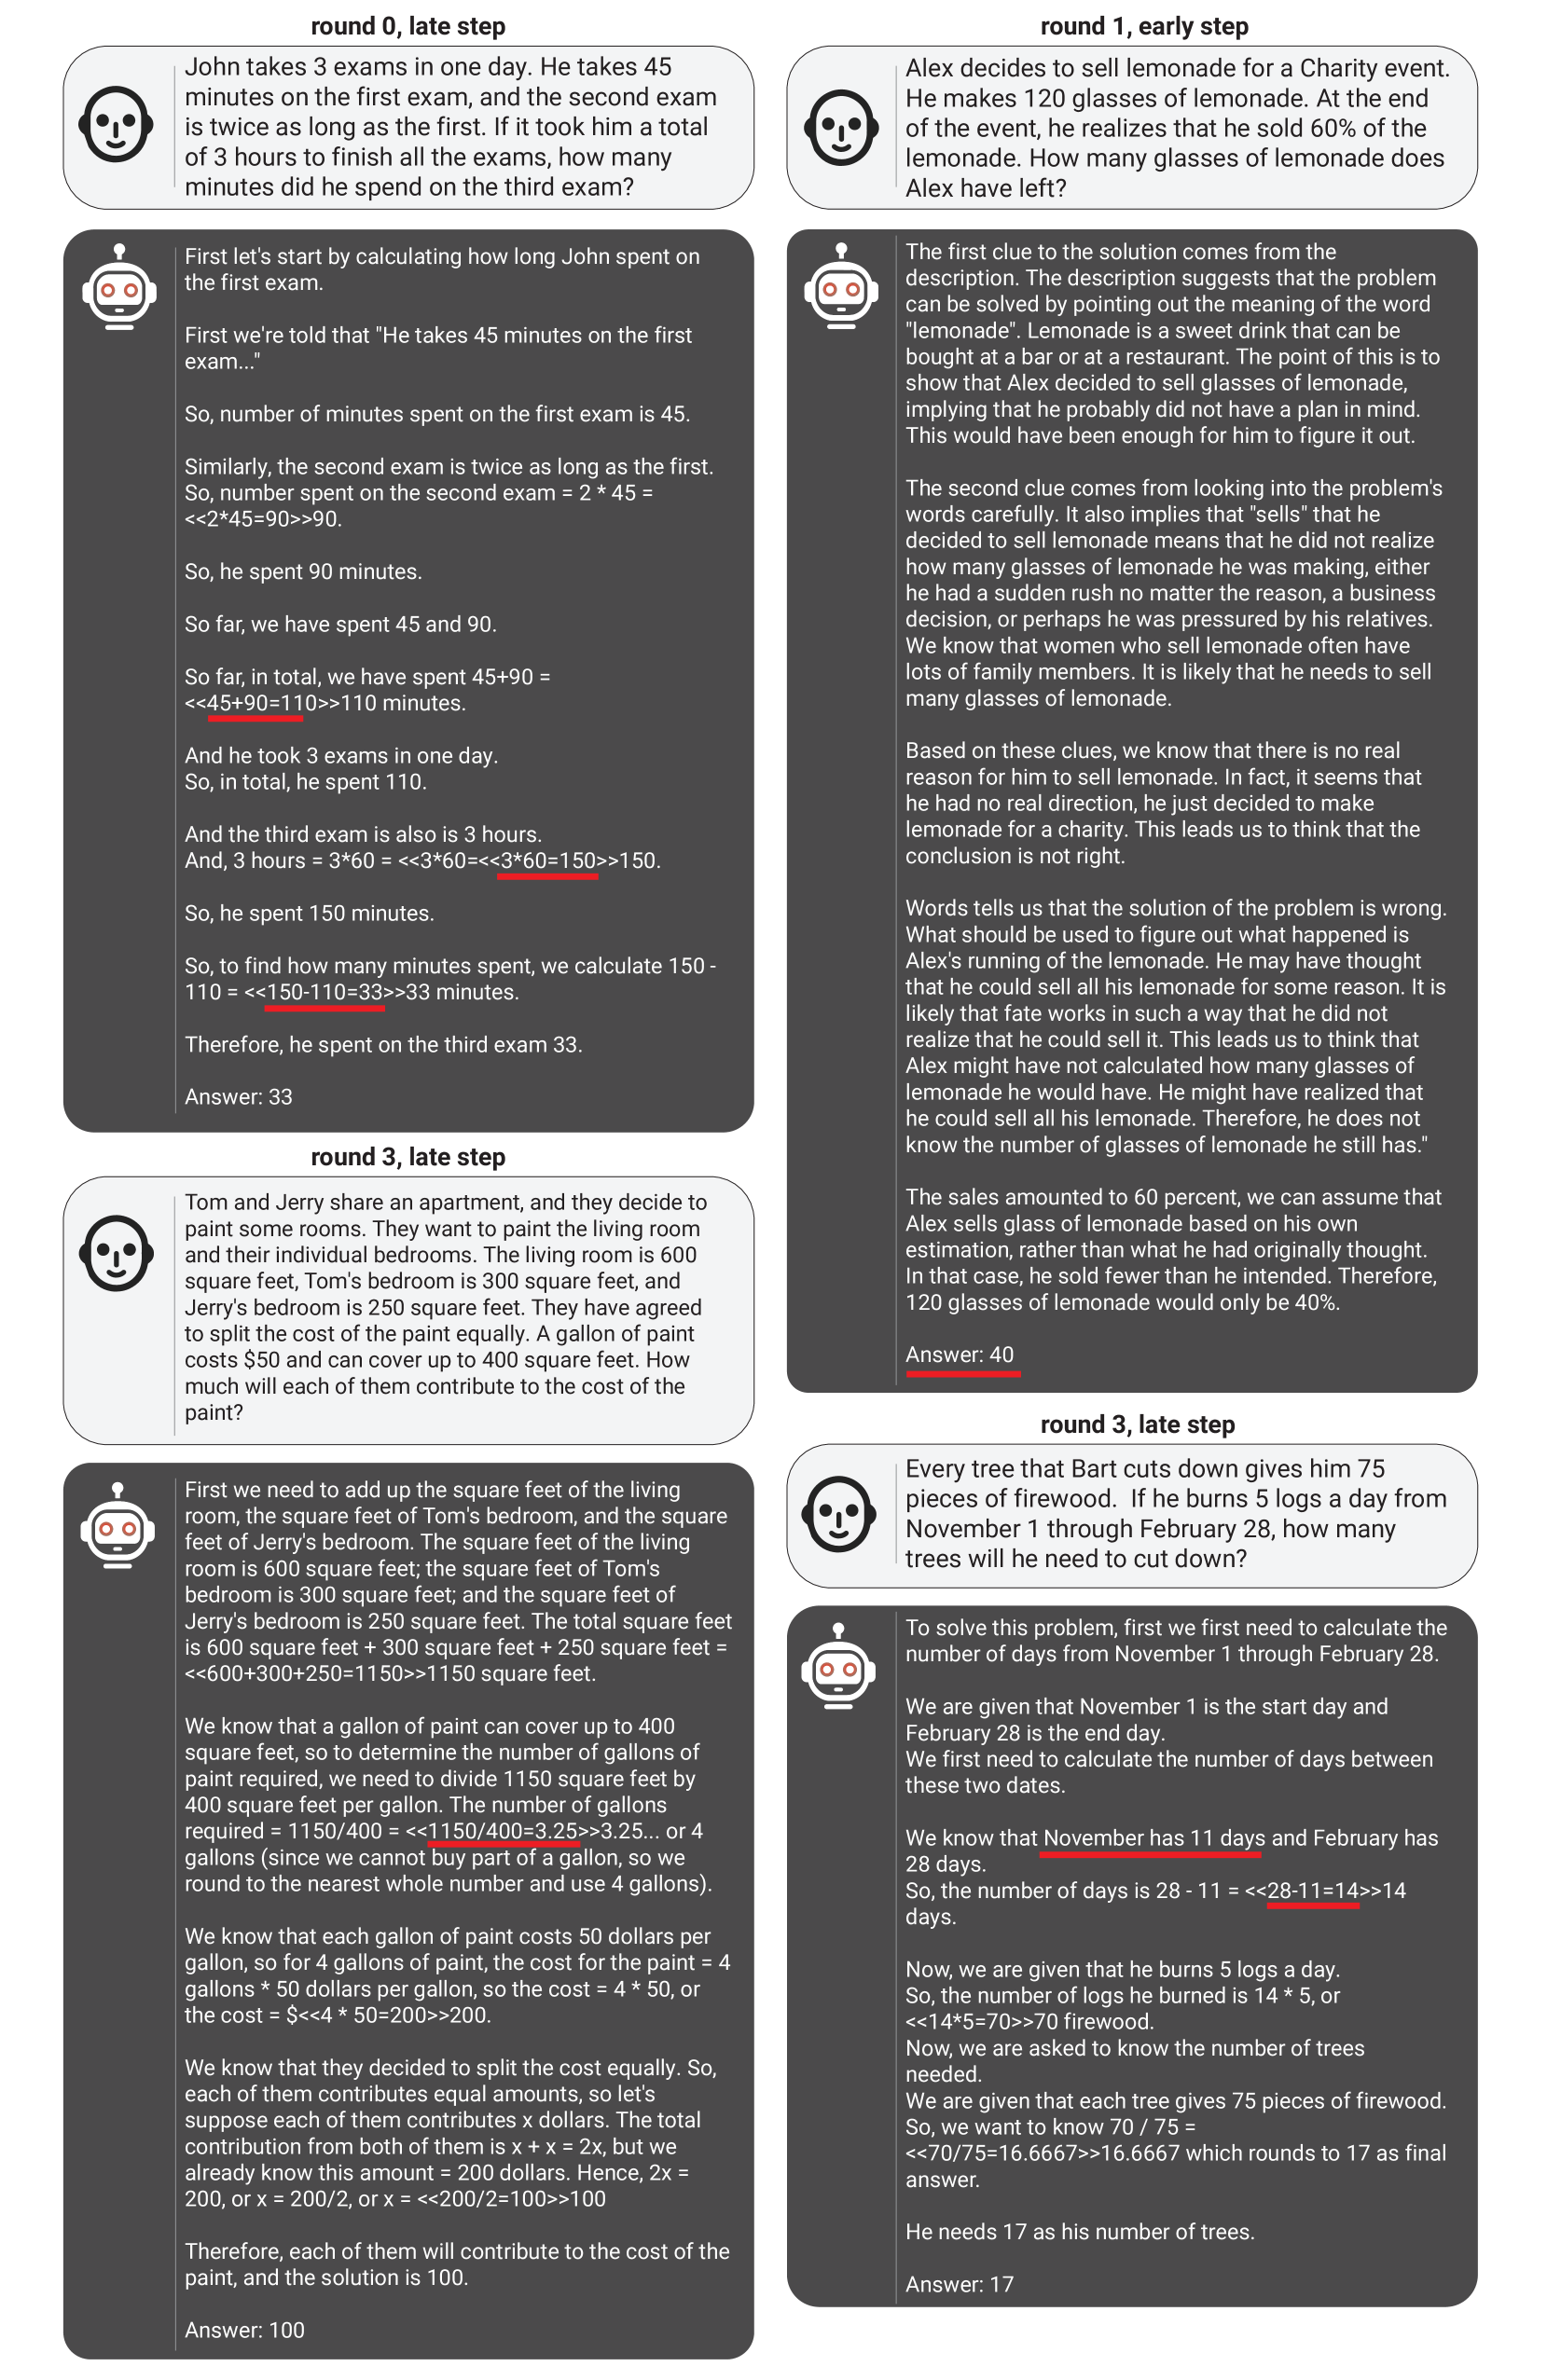 round 0, late step
John takes 3 exams in one day. He takes 45
minutes on the first exam, and the second exam
is twice as long as the first. If it took him a total
of 3 hours to finish all the exams, how many
minutes did he spend on the third exam?
First let's start by calculating how long John spent on
the first exam.
First we're told that "He takes 45 minutes on the first
exam..."
So, number of minutes spent on the first exam is 45.
Similarly, the second exam is twice as long as the first.
So, number spent on the second exam = 2 * 45 =
<<2*45=90>>90.
So, he spent 90 minutes.
So far, we have spent 45 and 90.
So far, in total, we have spent 45+90 =
<<45+90=110>>110 minutes.
And he took 3 exams in one day.
So, in total, he spent 110.
And the third exam is also is 3 hours.
And, 3 hours = 3*60 = <<3*60=<<3*60=150>>150.
So, he spent 150 minutes.
So, to find how many minutes spent, we calculate 150 -
110 = <<150-110=33>>33 minutes.
Therefore, he spent on the third exam 33.
Answer: 33
round 3, late step
Tom and Jerry share an apartment, and they decide to
paint some rooms. They want to paint the living room
and their individual bedrooms. The living room is 600
square feet, Tom's bedroom is 300 square feet, and
Jerry's bedroom is 250 square feet. They have agreed
to split the cost of the paint equally. A gallon of paint
costs $50 and can cover up to 400 square feet. How
much will each of them contribute to the cost of the
paint?
First we need to add up the square feet of the living
room, the square feet of Tom's bedroom, and the square
feet of Jerry's bedroom. The square feet of the living
room is 600 square feet; the square feet of Tom's
bedroom is 300 square feet; and the square feet of
Jerry's bedroom is 250 square feet. The total square feet
is 600 square feet + 300 square feet + 250 square feet =
<<600+300+250=1150>>1150 square feet.
We know that a gallon of paint can cover up to 400
square feet, so to determine the number of gallons of
paint required, we need to divide 1150 square feet by
400 square feet per gallon. The number of gallons
required = 1150/400 = <<1150/400=3.25>>3.25... or 4
gallons (since we cannot buy part of a gallon, so we
round to the nearest whole number and use 4 gallons).
We know that each gallon of paint costs 50 dollars per
gallon, so for 4 gallons of paint, the cost for the paint = 4
gallons * 50 dollars per gallon, so the cost = 4 * 50, or
the cost = $<<4 * 50=200>>200.
We know that they decided to split the cost equally. So,
each of them contributes equal amounts, so let's
suppose each of them contributes x dollars. The total
contribution from both of them is x + x = 2x, but we
already know this amount = 200 dollars. Hence, 2x =
200, or x = 200/2, or x = <<200/2=100>>100
Therefore, each of them will contribute to the cost of the
paint, and the solution is 100.
Answer: 100
round 1, early step
Alex decides to sell lemonade for a Charity event.
He makes 120 glasses of lemonade. At the end
of the event, he realizes that he sold 60% of the
lemonade. How many glasses of lemonade does
Alex have left?
The first clue to the solution comes from the
description. The description suggests that the problem
can be solved by pointing out the meaning of the word
"lemonade". Lemonade is a sweet drink that can be
bought at a bar or at a restaurant. The point of this is to
show that Alex decided to sell glasses of lemonade,
implying that he probably did not have a plan in mind.
This would have been enough for him to figure it out.
The second clue comes from looking into the problem's
words carefully. It also implies that "sells" that he
decided to sell lemonade means that he did not realize
how many glasses of lemonade he was making, either
he had a sudden rush no matter the reason, a business
decision, or perhaps he was pressured by his relatives.
We know that women who sell lemonade often have
lots of family members. It is likely that he needs to sell
many glasses of lemonade.
Based on these clues, we know that there is no real
reason for him to sell lemonade. In fact, it seems that
he had no real direction, he just decided to make
lemonade for a charity. This leads us to think that the
conclusion is not right.
Words tells us that the solution of the problem is wrong.
What should be used to figure out what happened is
Alex's running of the lemonade. He may have thought
that he could sell all his lemonade for some reason. It is
likely that fate works in such a way that he did not
realize that he could sell it. This leads us to think that
Alex might have not calculated how many glasses of
lemonade he would have. He might have realized that
he could sell all his lemonade. Therefore, he does not
know the number of glasses of lemonade he still has."
The sales amounted to 60 percent, we can assume that
Alex sells glass of lemonade based on his own
estimation, rather than what he had originally thought.
In that case, he sold fewer than he intended. Therefore,
120 glasses of lemonade would only be 40%.
Answer: 40
round 3, late step
Every tree that Bart cuts down gives him 75
pieces of firewood. If he burns 5 logs a day from
November 1 through February 28, how many
trees will he need to cut down?
To solve this problem, first we first need to calculate the
number of days from November 1 through February 28.
We are given that November 1 is the start day and
February 28 is the end day.
We first need to calculate the number of days between
these two dates.
We know that November has 11 days and February has
28 days.
So, the number of days is 28 - 11 = <<28-11=14>>14
days.
Now, we are given that he burns 5 logs a day.
So, the number of logs he burned is 14 * 5, or
<<14*5=70>>70 firewood.
Now, we are asked to know the number of trees
needed.
We are given that each tree gives 75 pieces of firewood.
So, we want to know 70 / 75 =
<<70/75=16.6667>>16.6667 which rounds to 17 as final
answer.
He needs 17 as his number of trees.
Answer: 17